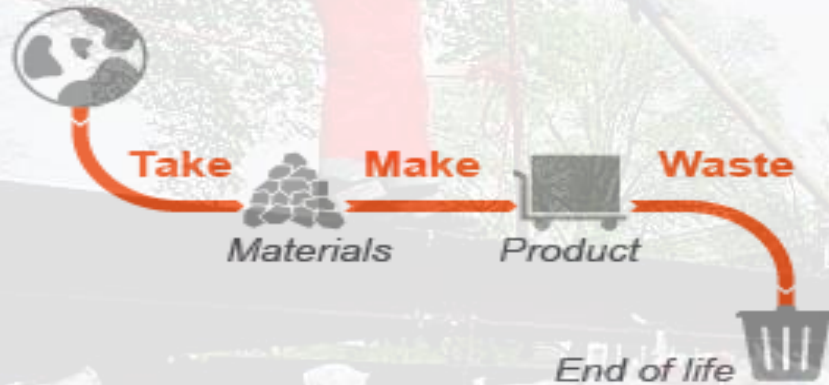 Take
Make
Waste
Materials
Product
End of life